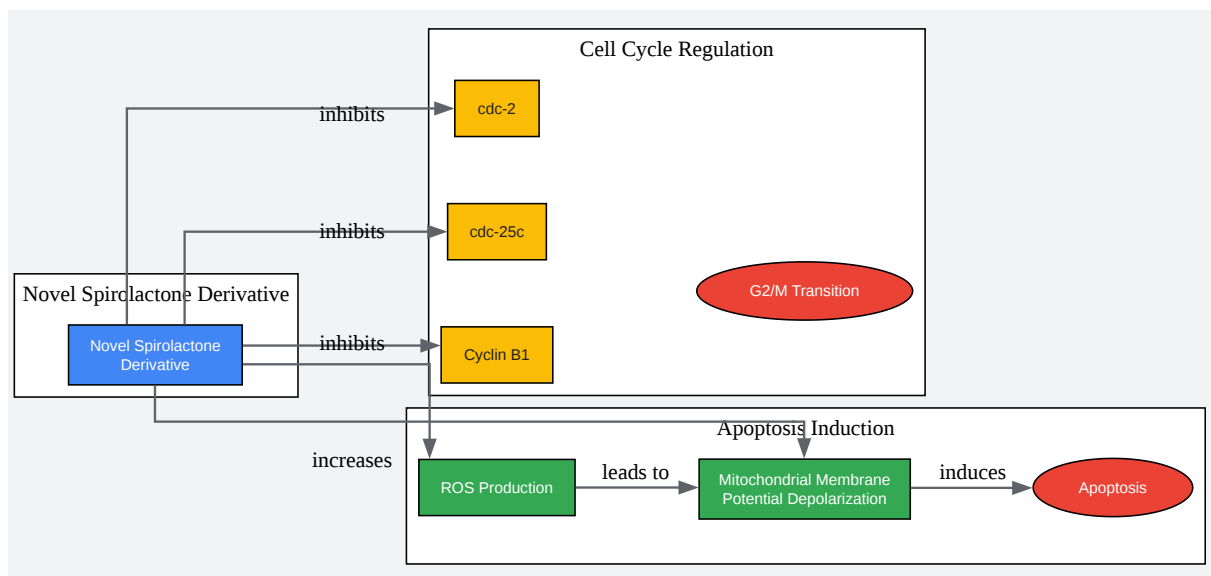 Cell Cycle Regulation
cdc-2
inhibits
cdc-25c
inhibits
G2/M Transition
Novel Spirolactone Derivative
Novel Spirolactone
Derivative
inhibits
Cyclin B1
Apoptosis Induction
increases
ROS Production
leads to
Mitochondrial Membrane
Potential Depolarization
induces
Apoptosis